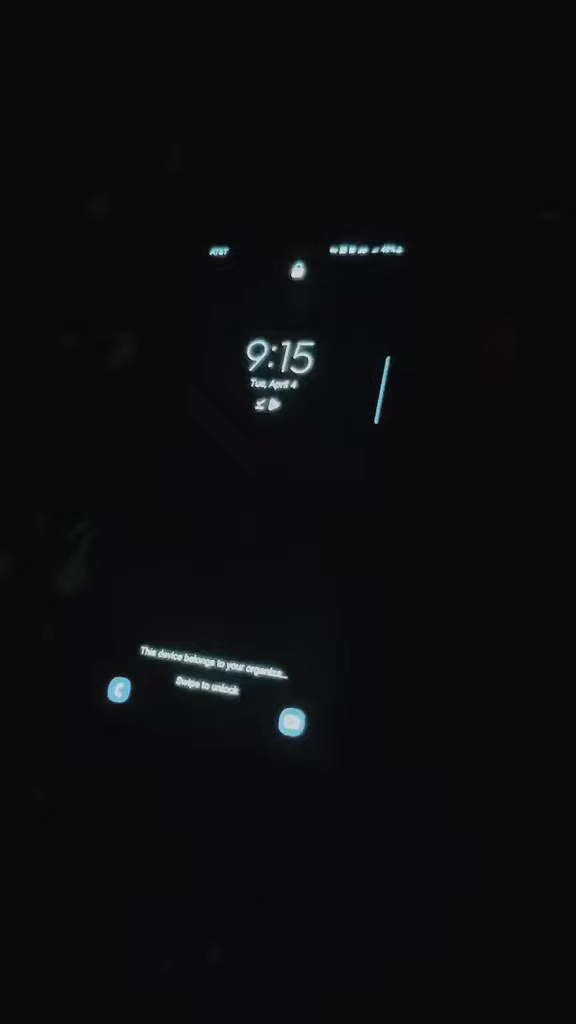 AT&T
9:15
Tue, April 4
This device belongs to your organiza...
Swipe to unlock